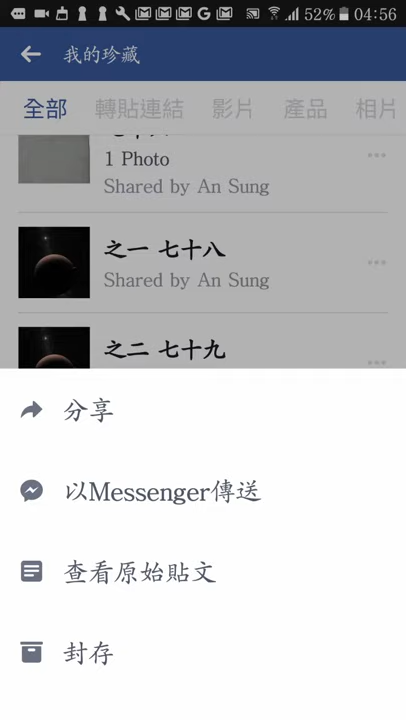 52% 04:56
我的珍藏
全部 轉貼連結 影片 產品 相片
1 Photo
Shared by An Sung
之一 七十八
Shared by An Sung
之二 七十九
分享
以Messenger傳送
查看原始貼文
封存